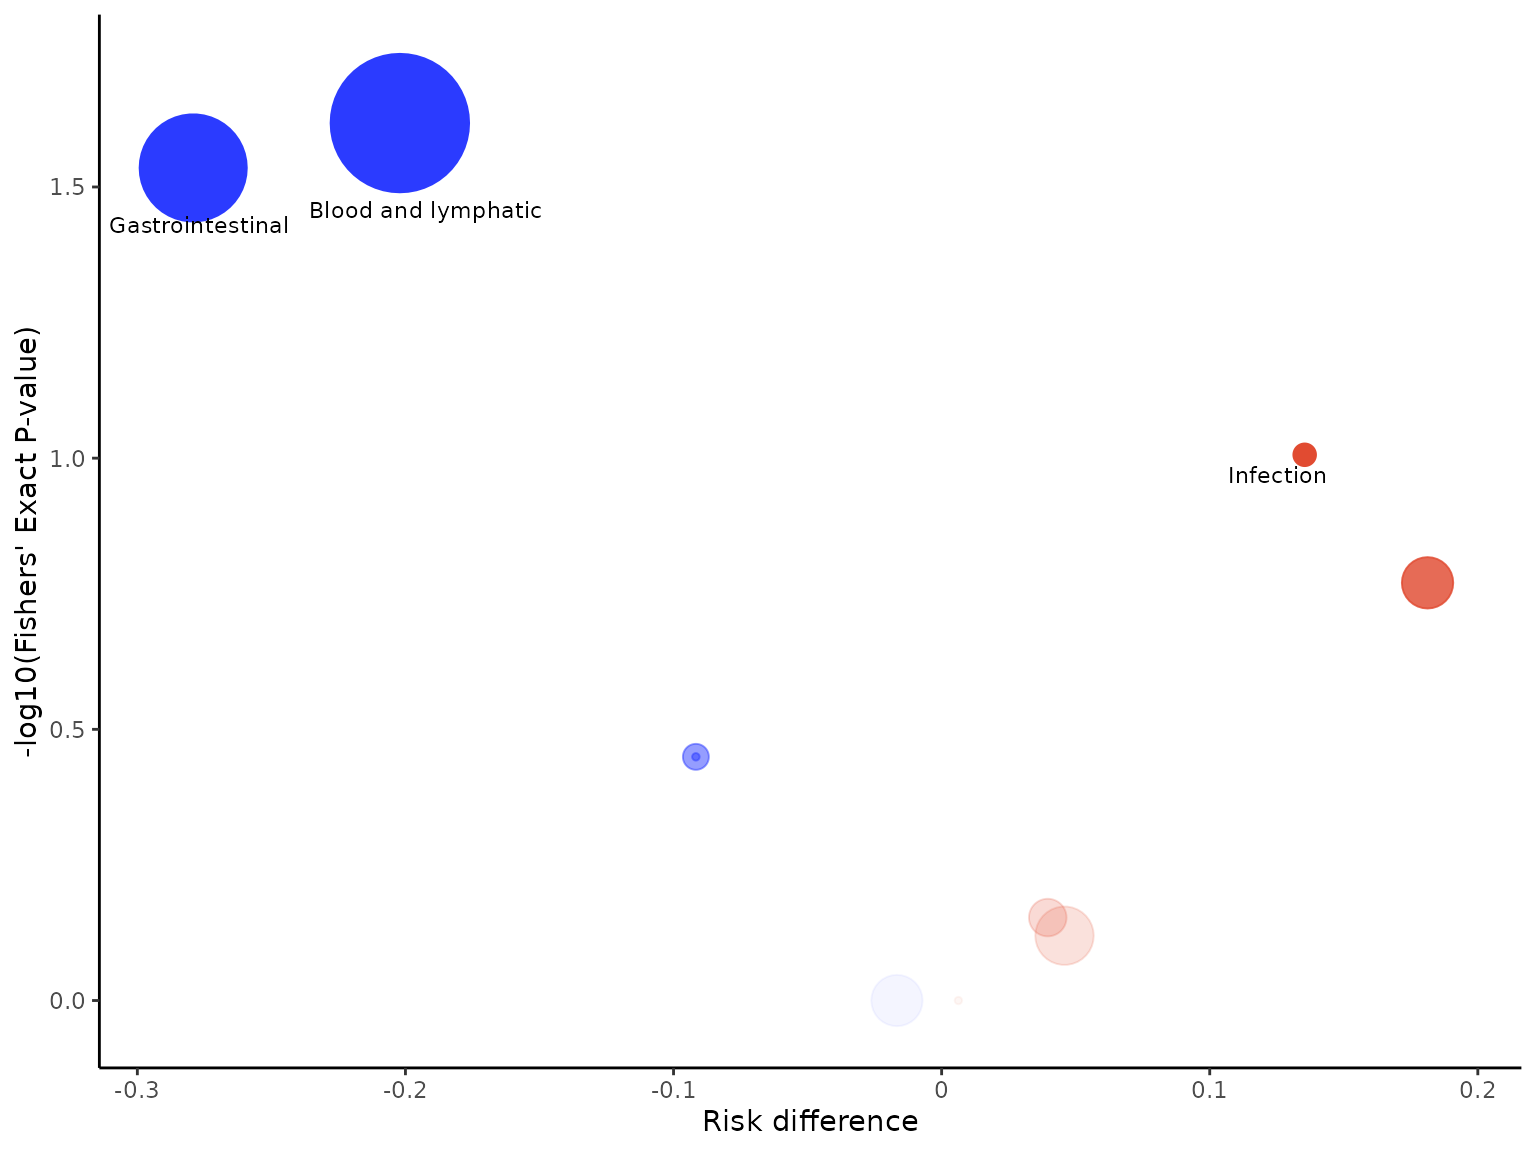 Blood and lymphatic
Gastrointestinal
Infection
-log10(Fishers' Exact P-value)
1.5
1.0
0.5
0.0
-0.3
-0.2
-0.1
0
0.1
0.2
Risk difference